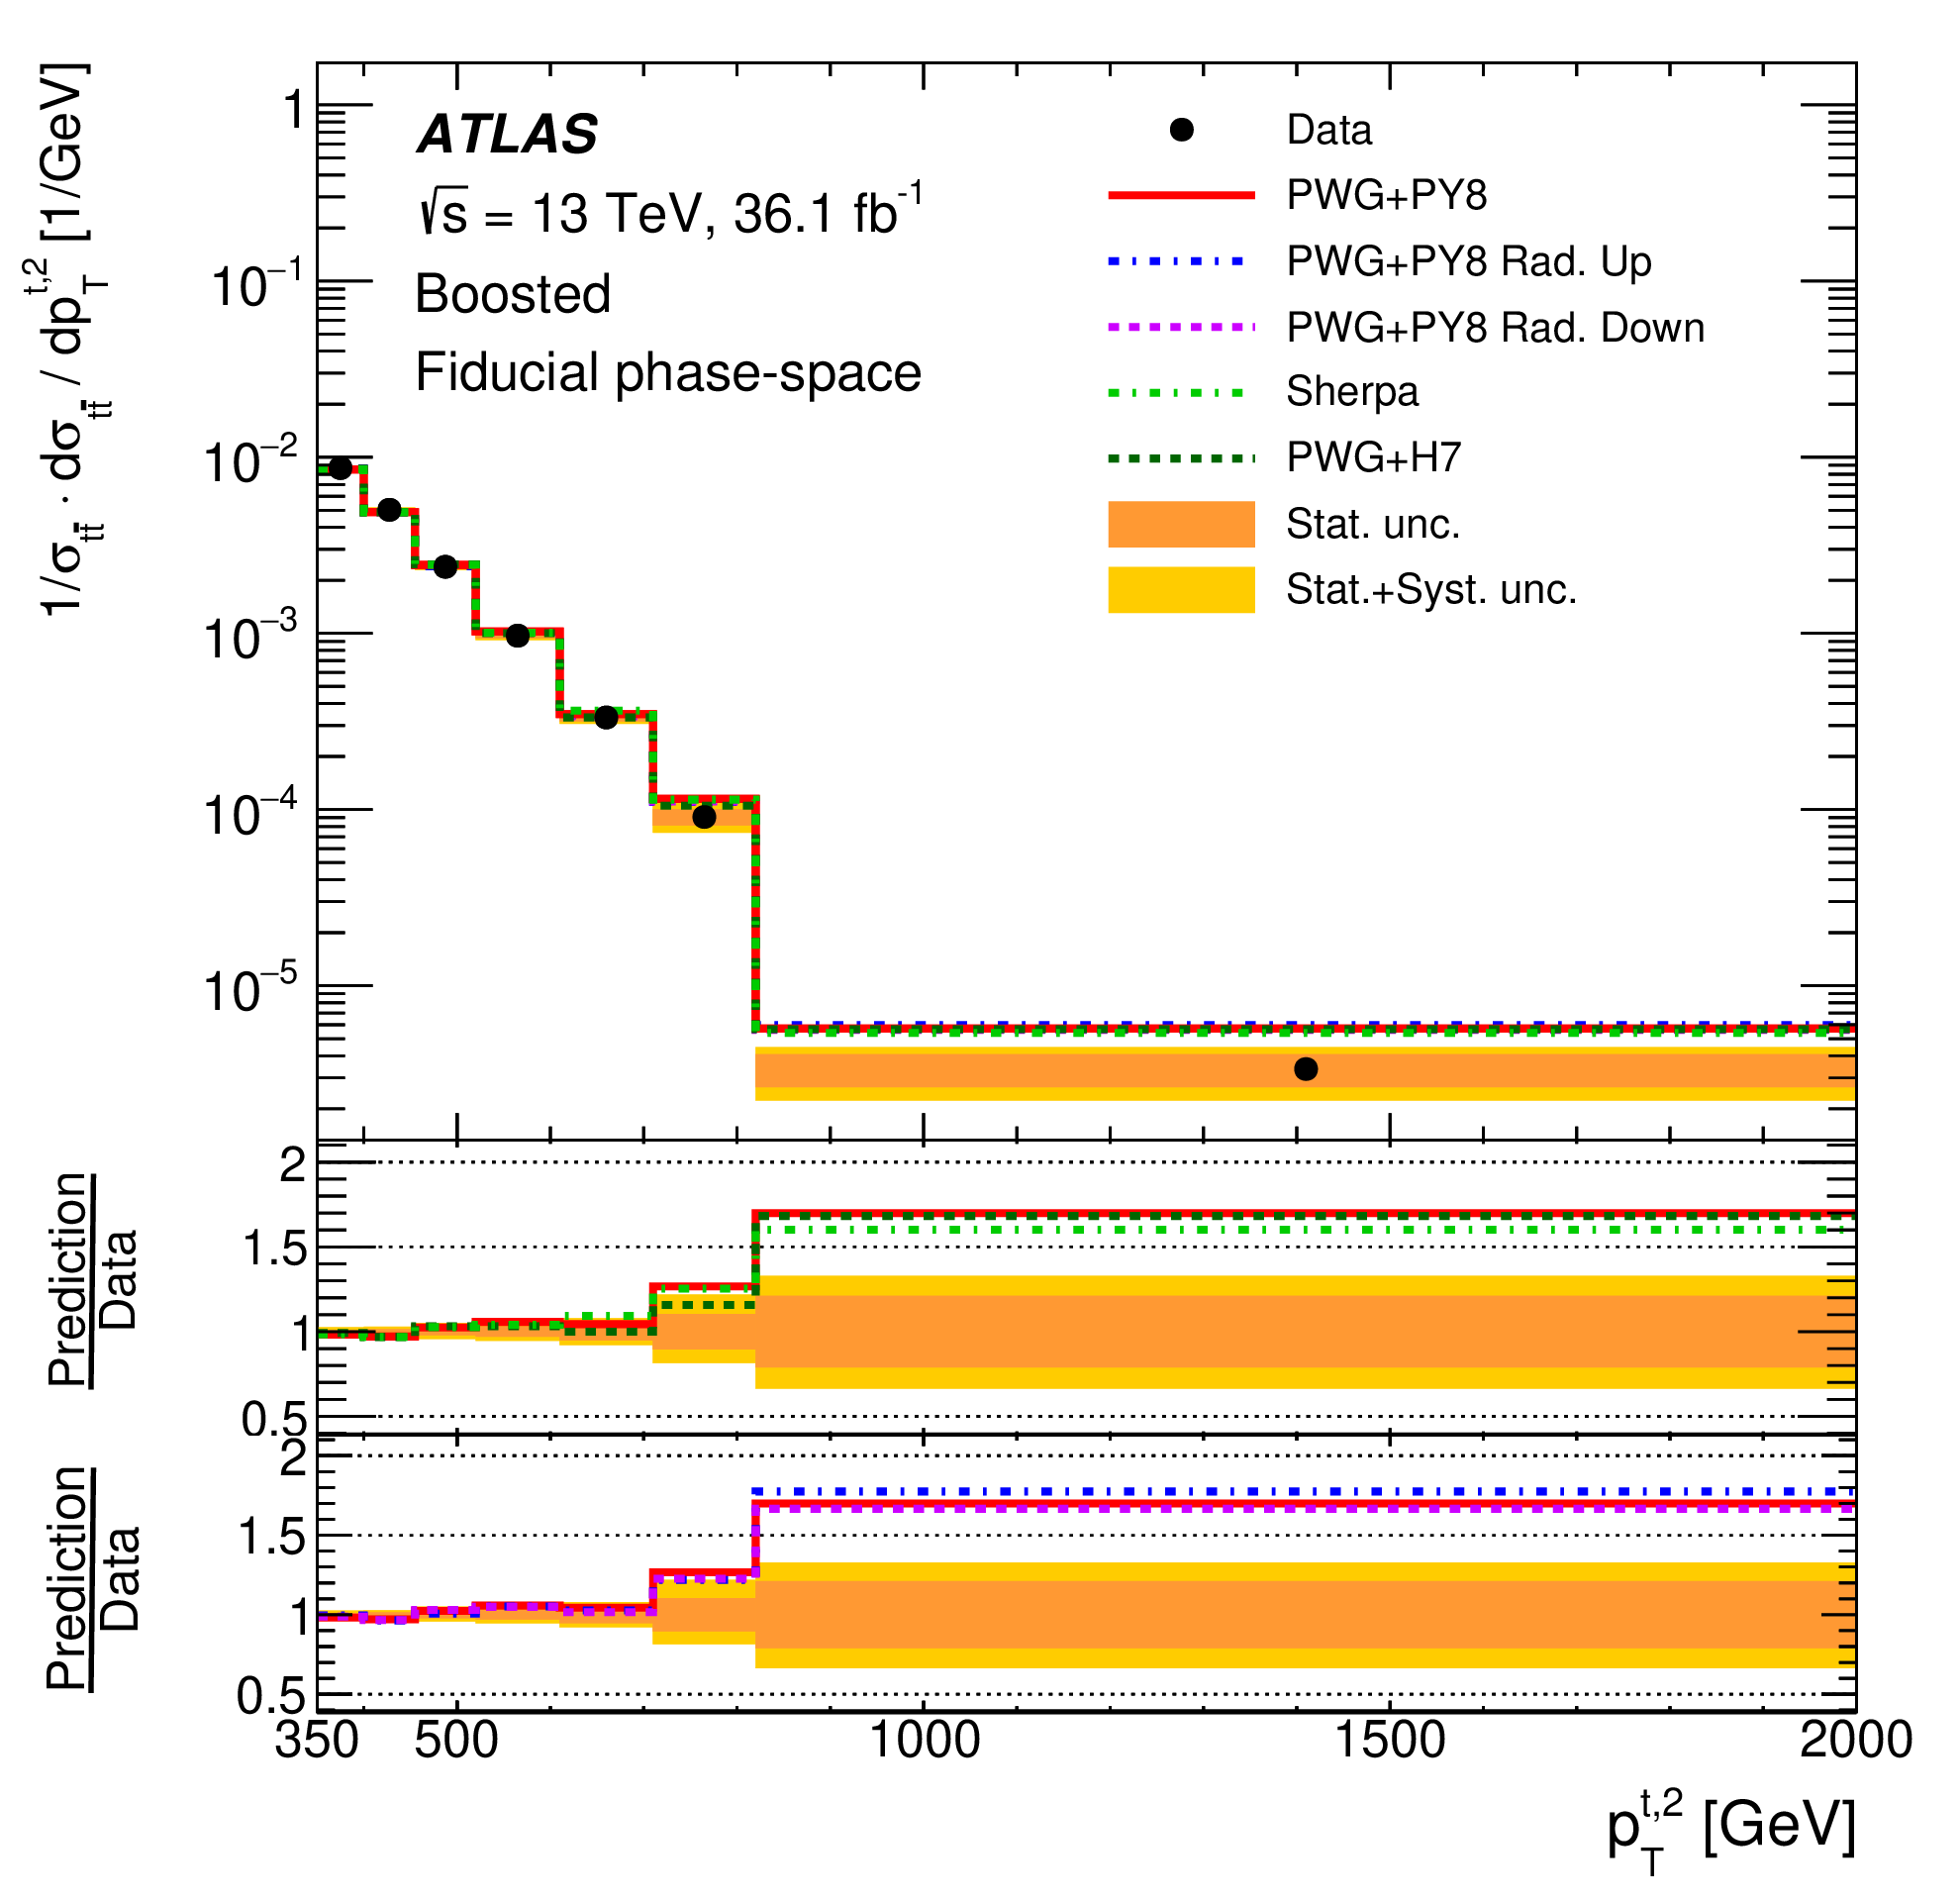 ATLAS
√s = 13 TeV, 36.1 fb⁻¹
Boosted
Fiducial phase-space
Data
PWG+PY8
PWG+PY8 Rad. Up
PWG+PY8 Rad. Down
Sherpa
PWG+H7
Stat. unc.
Stat.+Syst. unc.
1/σ_tt̄ · dσ_tt̄ / dp_T^t,2 [1/GeV]
1
10⁻¹
10⁻²
10⁻³
10⁻⁴
10⁻⁵
Prediction
Data
2
1.5
1
0.5
Prediction
Data
2
1.5
1
0.5
350 500 1000 1500 2000
p_T^t,2 [GeV]